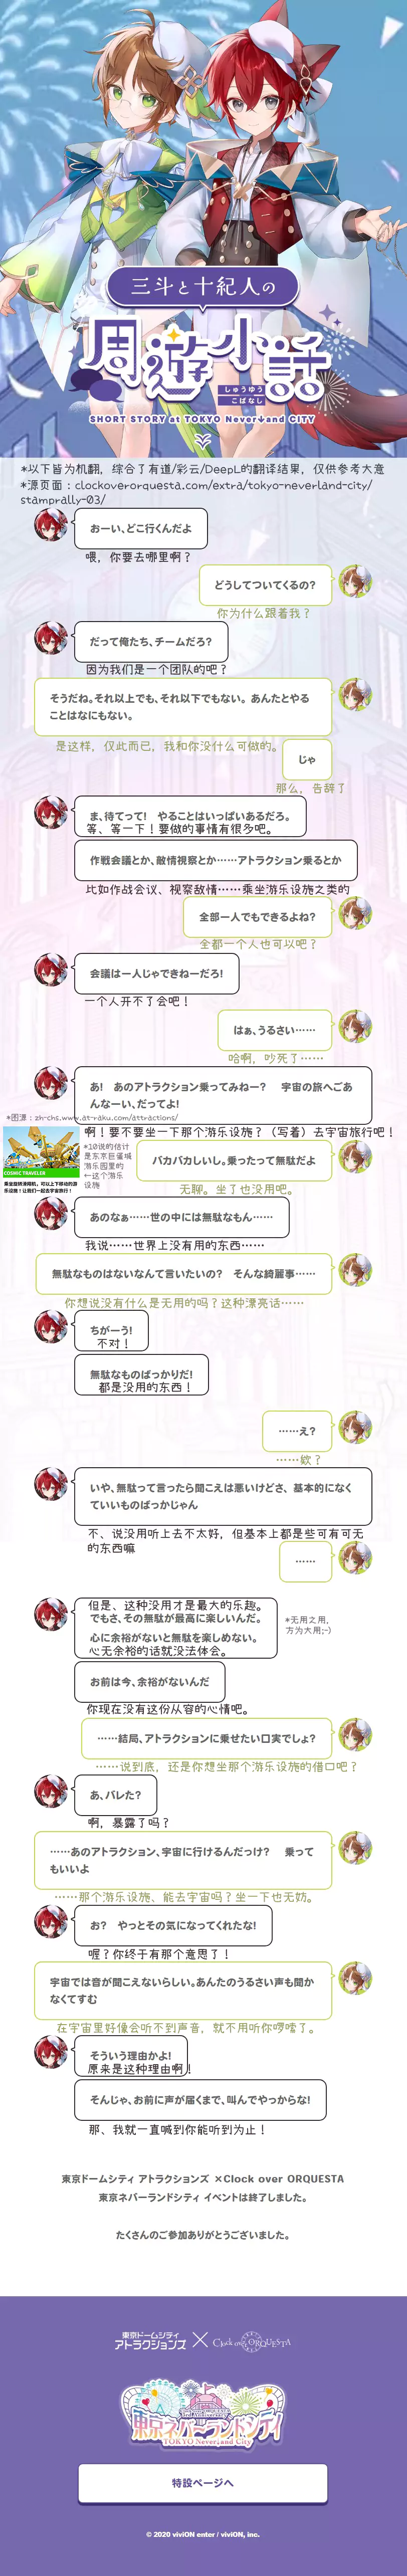 三斗と十紀人の
周遊小話
しゅうゆう
こばなし
SHORT STORY at TOKYO Never↓and CITY
*以下皆为机翻，综合了有道/彩云/DeepL的翻译结果，仅供参考大意
*源页面：clockoverorquesta.com/extra/tokyo-neverland-city/
stamprally-03/
おーい、どこ行くんだよ
喂，你要去哪里啊？
どうしてついてくるの?
你为什么跟着我？
だって俺たち、チームだろ?
因为我们是一个团队的吧？
そうだね。それ以上でも、それ以下でもない。あんたとやる
ことはなにもない。
是这样，仅此而已，我和你没什么可做的。
じゃ
那么，告辞了
ま、待てって!　やることはいっぱいあるだろ。
等、等一下！要做的事情有很多吧。
作戦会議とか、敵情視察とか……アトラクション乗るとか
比如作战会议、视察敌情……乘坐游乐设施之类的
全部一人でもできるよね?
全都一个人也可以吧？
会議は一人じゃできねーだろ!
一个人开不了会吧！
はぁ、うるさい……
哈啊，吵死了……
あ!　あのアトラクション乗ってみねー?　宇宙の旅へごあ
んなーい、だってよ!
*图源：zh-chs.www.at-raku.com/attractions/
啊！要不要坐一下那个游乐设施？（写着）去宇宙旅行吧！
COSMIC TRAVELER
乘坐旋转滑翔机，可以上下移动的游
乐设施！让我们一起去宇宙旅行！
*10说的估计
是东京巨蛋城
游乐园里的
←这个游乐
设施
バカバカしいし。乗ったって無駄だよ
无聊。坐了也没用吧。
あのなぁ……世の中には無駄なもん……
我说……世界上没有用的东西……
無駄なものはないなんて言いたいの?　そんな綺麗事……
你想说没有什么是无用的吗？这种漂亮话……
ちがーう!
不对！
無駄なものばっかりだ!
都是没用的东西！
……え?
……欸？
いや、無駄って言ったら聞こえは悪いけどさ、基本的になく
ていいものばっかじゃん
不、说没用听上去不太好，但基本上都是些可有可无
的东西嘛
……
但是、这种没用才是最大的乐趣。
でもさ、その無駄が最高に楽しいんだ。
心に余裕がないと無駄を楽しめない。
心无余裕的话就没法体会。
*无用之用，
方为大用;-)
お前は今、余裕がないんだ
你现在没有这份从容的心情吧。
……結局、アトラクションに乗せたい口実でしょ?
……说到底，还是你想坐那个游乐设施的借口吧？
あ、バレた?
啊，暴露了吗？
……あのアトラクション、宇宙に行けるんだっけ?　乗って
もいいよ
……那个游乐设施、能去宇宙吗？坐一下也无妨。
お?　やっとその気になってくれたな!
喔？你终于有那个意思了！
宇宙では音が聞こえないらしい。あんたのうるさい声も聞か
なくてすむ
在宇宙里好像会听不到声音，就不用听你啰嗦了。
そういう理由かよ!
原来是这种理由啊！
そんじゃ、お前に声が届くまで、叫んでやっからな!
那、我就一直喊到你能听到为止！
東京ドームシティ アトラクションズ ×Clock over ORQUESTA
東京ネバーランドシティ イベントは終了しました。
たくさんのご参加ありがとうございました。
東京ドームシティ
アトラクションズ
Clock over ORQUESTA
東京ネバーランドシティ
TOKYO Never↓and City
特設ページへ
© 2020 viviON enter / viviON, inc.